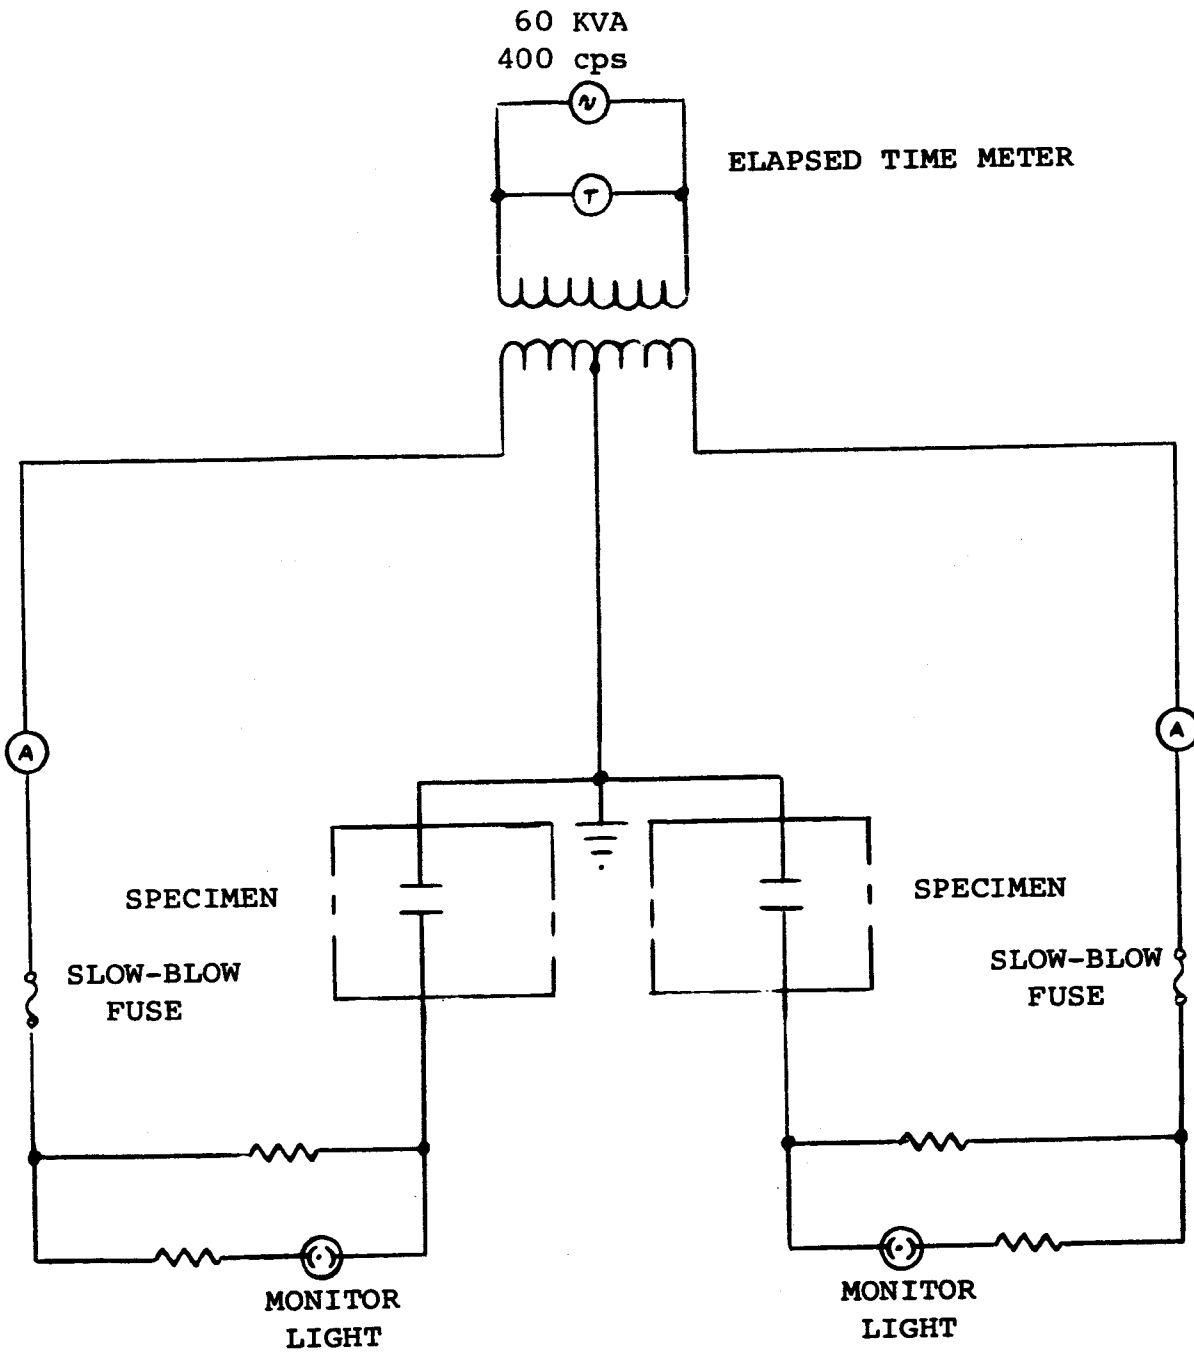 60 KVA
400 cps
N
ELAPSED TIME METER
T
A
A
SPECIMEN
SPECIMEN
SLOW-BLOW
FUSE
SLOW-BLOW
FUSE
MONITOR
LIGHT
MONITOR
LIGHT